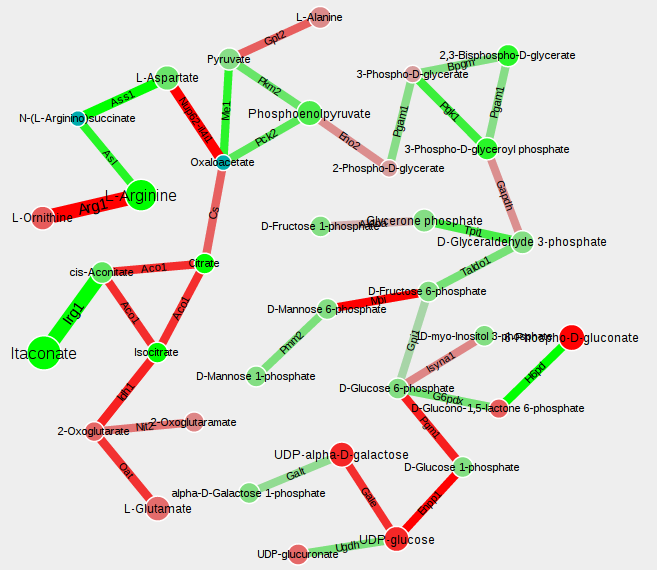 L-Alanine
Gpt2
Pyruvate
2,3-Bisphospho-D-glycerate
Bpgm
3-Phospho-D-glycerate
L-Aspartate
Pkm2
Ass1
Me1
Pgam1
Pgk1
Pgam1
N-(L-Arginino)succinate
Phosphoenolpyruvate
Pck2
Eno2
3-Phospho-D-glyceroyl phosphate
Asl
Oxaloacetate
2-Phospho-D-glycerate
Gapdh
L-Arginine
Arg1
L-Ornithine
Cs
D-Fructose 1-phosphate
Glycerone phosphate
Tpi1
D-Glyceraldehyde 3-phosphate
cis-Aconitate
Aco1
Citrate
Taldo1
D-Fructose 6-phosphate
Mpi
D-Mannose 6-phosphate
Irg1
Aco1
Aco1
Pmm2
Gpi1
1D-myo-Inositol 3-phosphate
6-Phospho-D-gluconate
Itaconate
Isocitrate
Isyna1
H6pd
D-Mannose 1-phosphate
D-Glucose 6-phosphate
G6pdx
D-Glucono-1,5-lactone 6-phosphate
Idh1
2-Oxoglutarate
Nit2
2-Oxoglutaramate
Pgm1
Oat
UDP-alpha-D-galactose
D-Glucose 1-phosphate
Galt
alpha-D-Galactose 1-phosphate
Gale
Enpp1
L-Glutamate
UDP-glucose
Ugdh
UDP-glucuronate